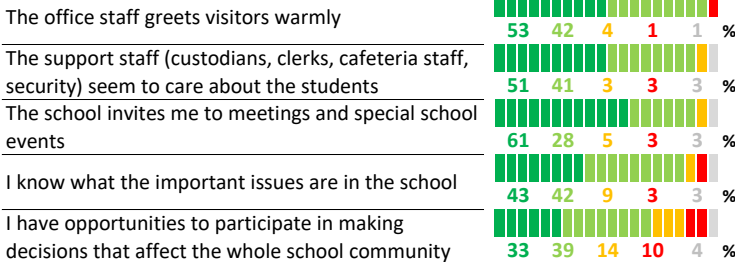 The office staff greets visitors warmly
53 42 4 1 1 %
The support staff (custodians, clerks, cafeteria staff,
security) seem to care about the students
51 41 3 3 3 %
The school invites me to meetings and special school
events
61 28 5 3 3 %
I know what the important issues are in the school
43 42 9 3 3 %
I have opportunities to participate in making
decisions that affect the whole school community
33 39 14 10 4 %